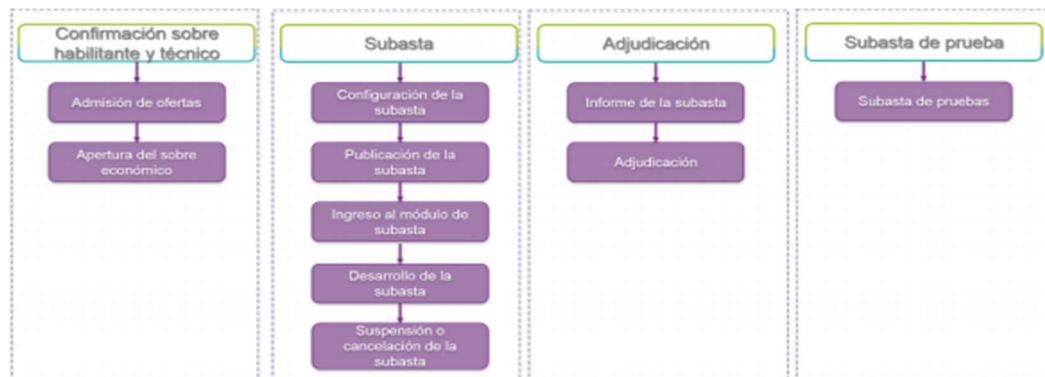 Confirmación sobre
habilitante y técnico
Admisión de ofertas
Apertura del sobre
económico
Subasta
Configuración de la
subasta
Publicación de la
subasta
Ingreso al módulo de
subasta
Desarrollo de la
subasta
Suspensión o
cancelación de la
subasta
Adjudicación
Informe de la subasta
Adjudicación
Subasta de prueba
Subasta de pruebas